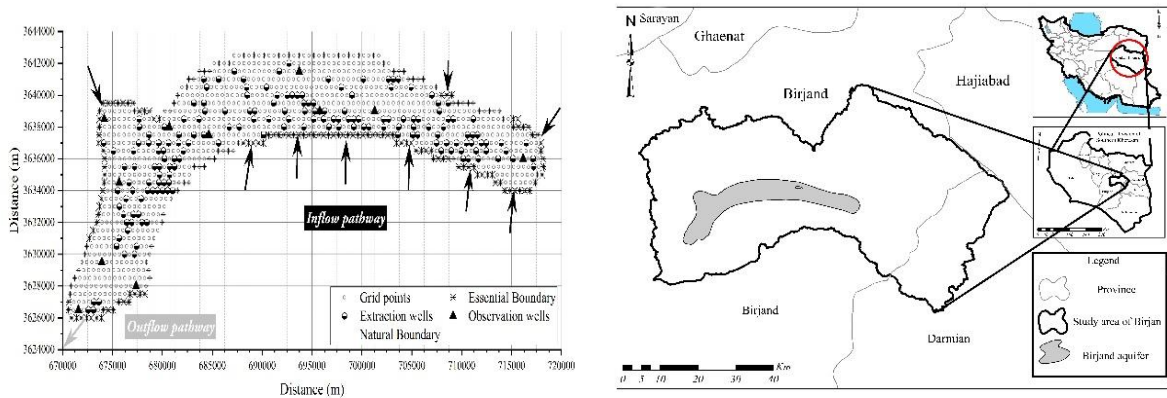 3644000
3642000
3640000
3638000
3636000
3634000
3632000
3630000
3628000
3626000
3624000
Distance (m)
Inflow pathway
Outflow pathway
Grid points
Essential Boundary
Extraction wells
Observation wells
Natural Boundary
670000
675000
680000
685000
690000
695000
700000
705000
710000
715000
720000
Distance (m)
N
Sarayan
Ghaenat
Birjand
Hajiabad
Birjand
Darmian
0 5 10 20 30 40 Km
Legend
Province
Study area of Birjan
Birjand aquifer